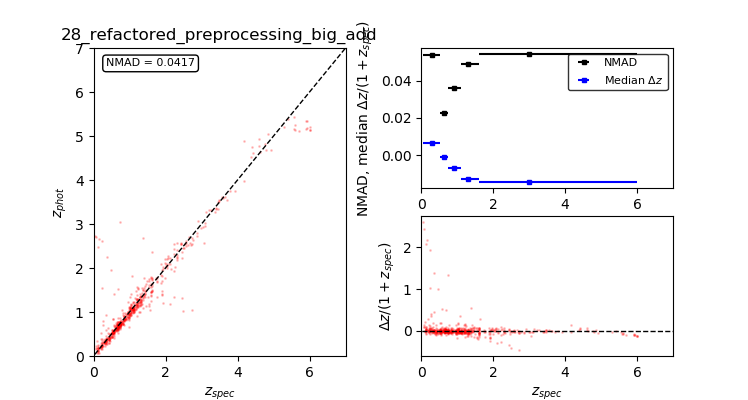 28_refactored_preprocessing_big_add
NMAD = 0.0417
7
6
5
4
3
2
1
0
z_phot
0 2 4 6
z_spec
NMAD, median Δz/(1 + z_spec)
0.04
0.02
0.00
NMAD
Median Δz
0 2 4 6
Δz/(1 + z_spec)
2
1
0
0 2 4 6
z_spec